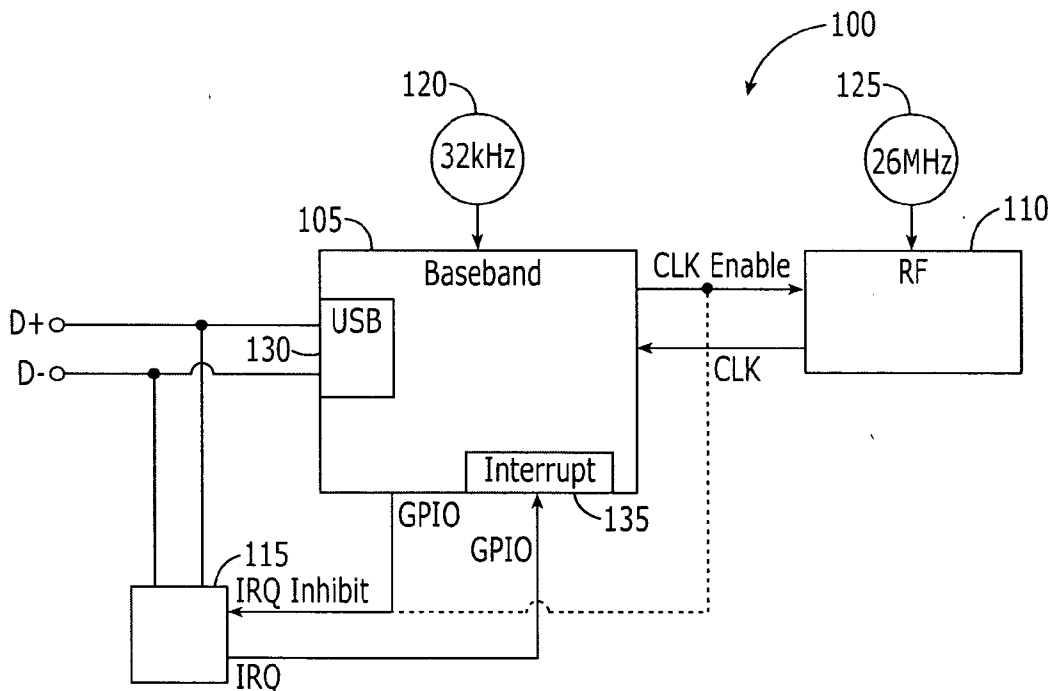 100
120
125
32kHz
26MHz
105
110
Baseband
CLK Enable
RF
D+
USB
130
D-
CLK
Interrupt
GPIO
135
GPIO
115
IRQ Inhibit
IRQ